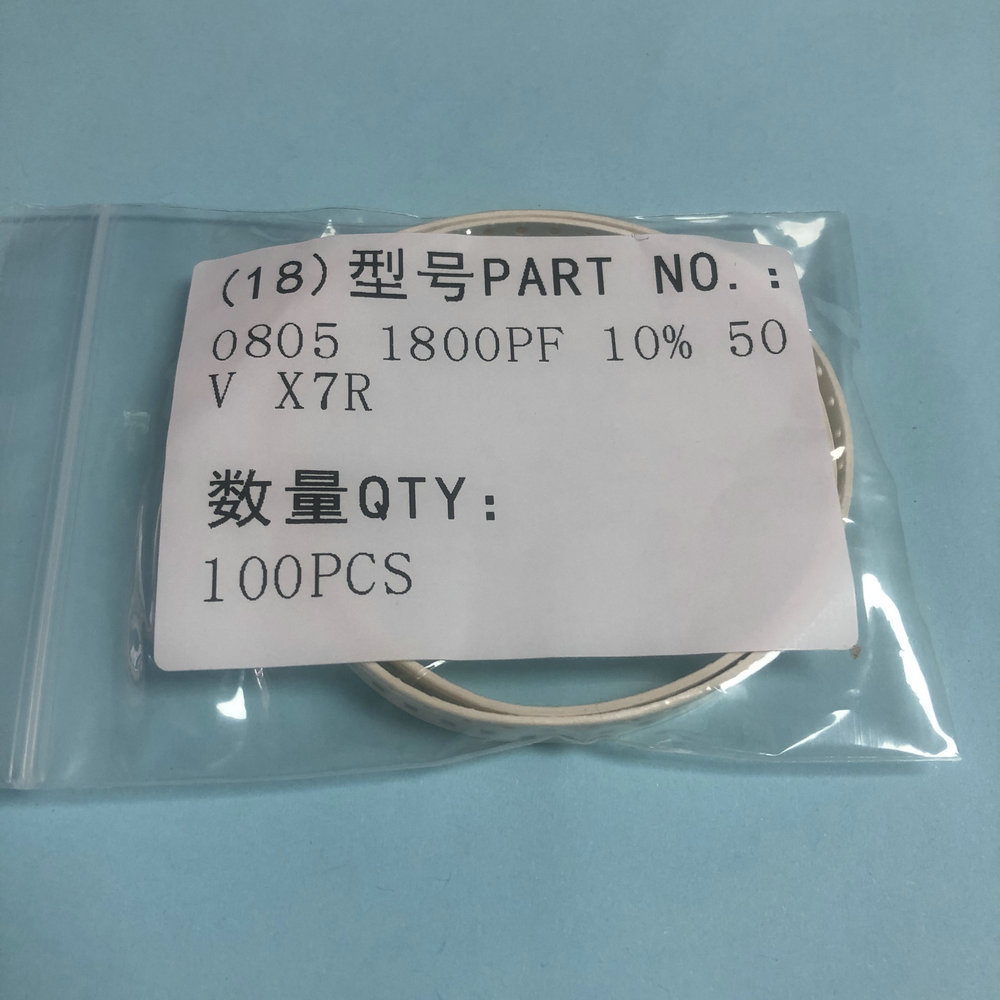 (18)型号PART NO.:
0805 1800PF 10% 50
V X7R
数量QTY:
100PCS